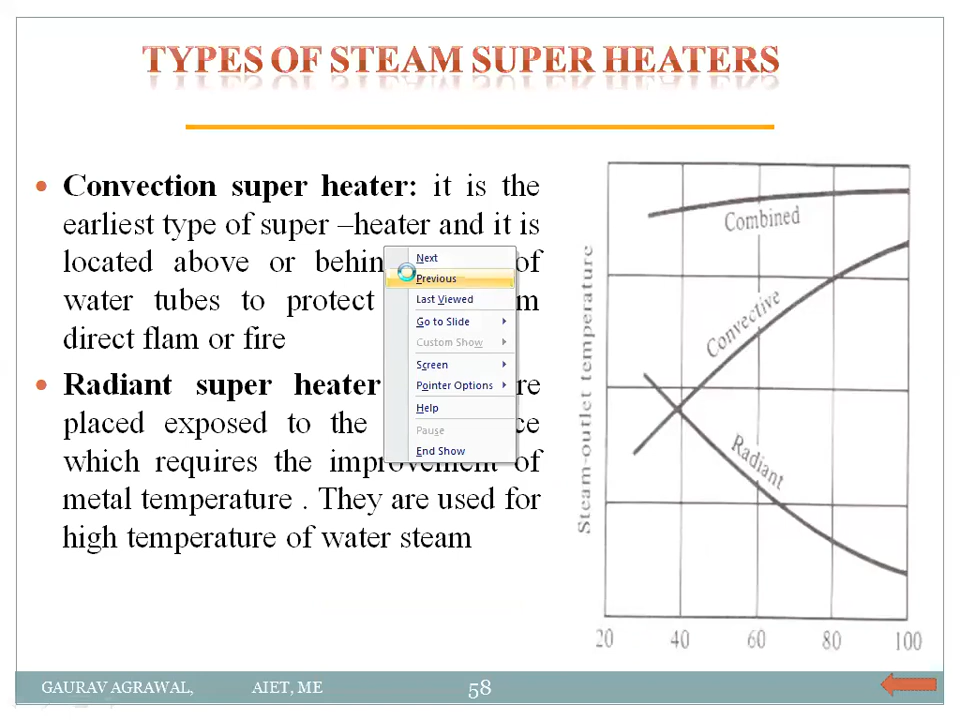 TYPES OF STEAM SUPER HEATERS
Convection super heater: it is the
earliest type of super –heater and it is
located above or of
water tubes to protect
direct flam or fire
Radiant super heater
placed exposed to the
which requires the improvement of
metal temperature . They are used for
high temperature of water steam
Next
Previous
Last Viewed
Go to Slide
Custom Show
Screen
Pointer Options
Help
Pause
End Show
Steam-outlet temperature
Combined
Convective
Radiant
20 40 60 80 100
GAURAV AGRAWAL, AIET, ME 58